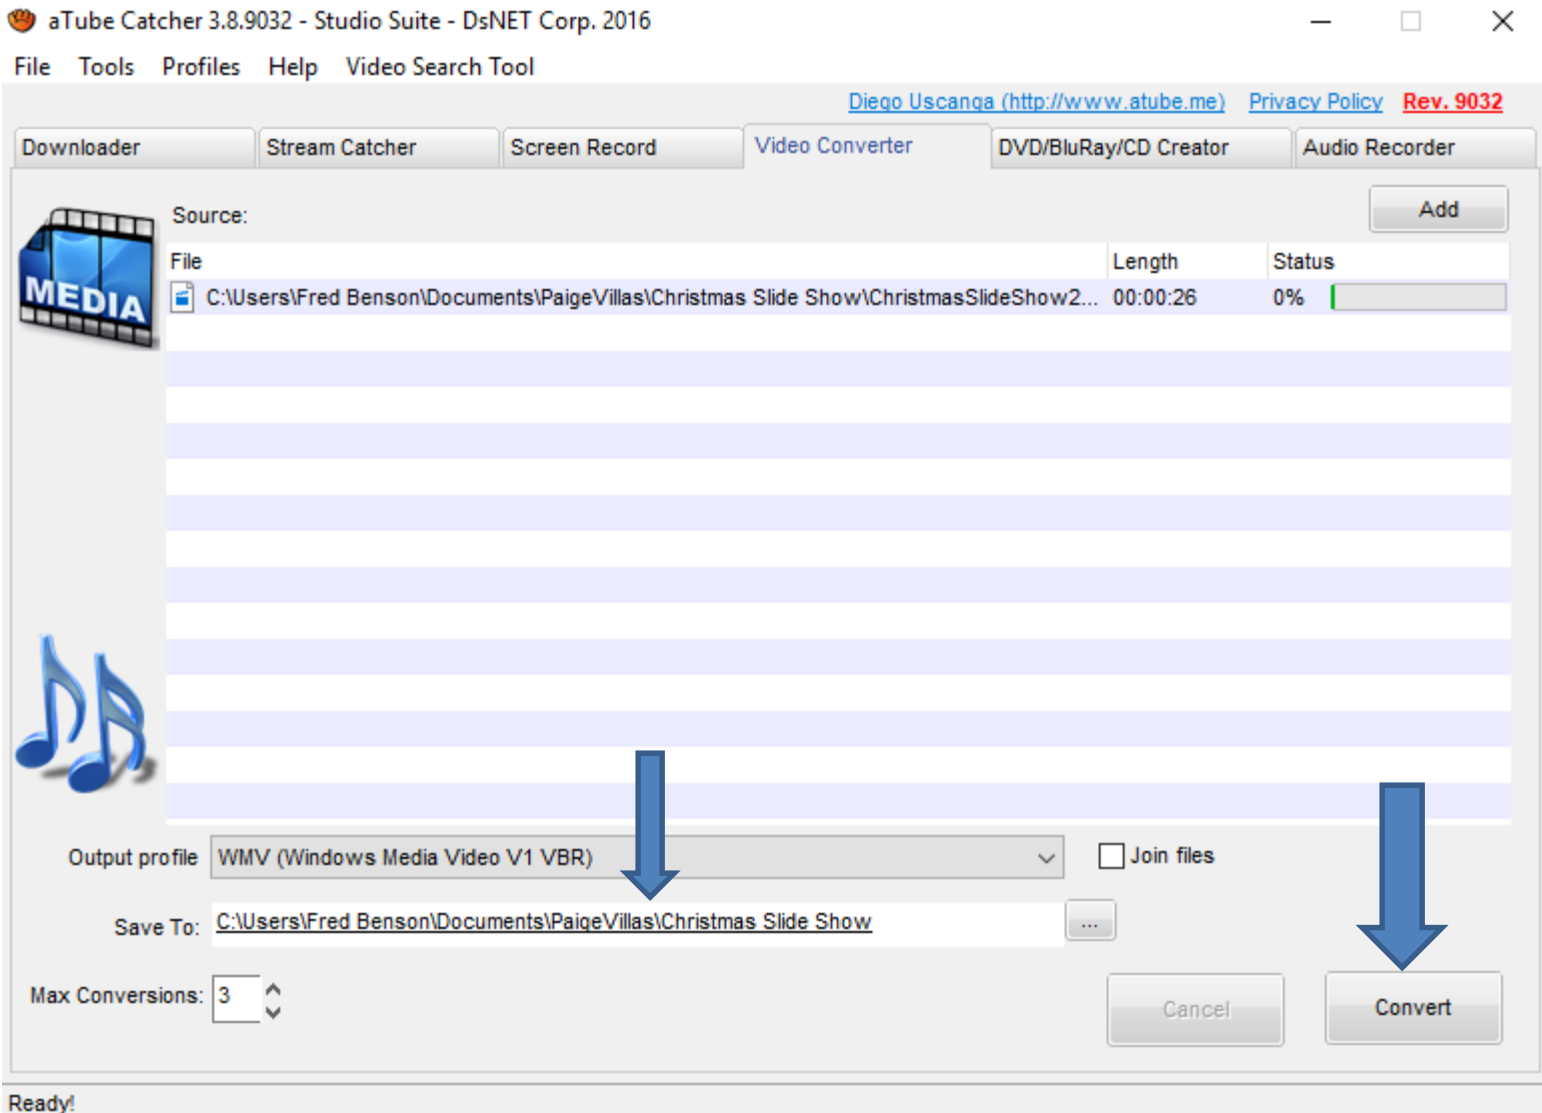 aTube Catcher 3.8.9032 - Studio Suite - DsNET Corp. 2016
File Tools Profiles Help Video Search Tool
Diego Uscanga (http://www.atube.me) Privacy Policy Rev. 9032
Downloader Stream Catcher Screen Record Video Converter DVD/BluRay/CD Creator Audio Recorder
Source: Add
MEDIA
File Length Status
C:\Users\Fred Benson\Documents\PaigeVillas\Christmas Slide Show\ChristmasSlideShow2... 00:00:26 0%
Output profile WMV (Windows Media Video V1 VBR) Join files
Save To: C:\Users\Fred Benson\Documents\PaigeVillas\Christmas Slide Show ...
Max Conversions: 3
Cancel Convert
Ready!